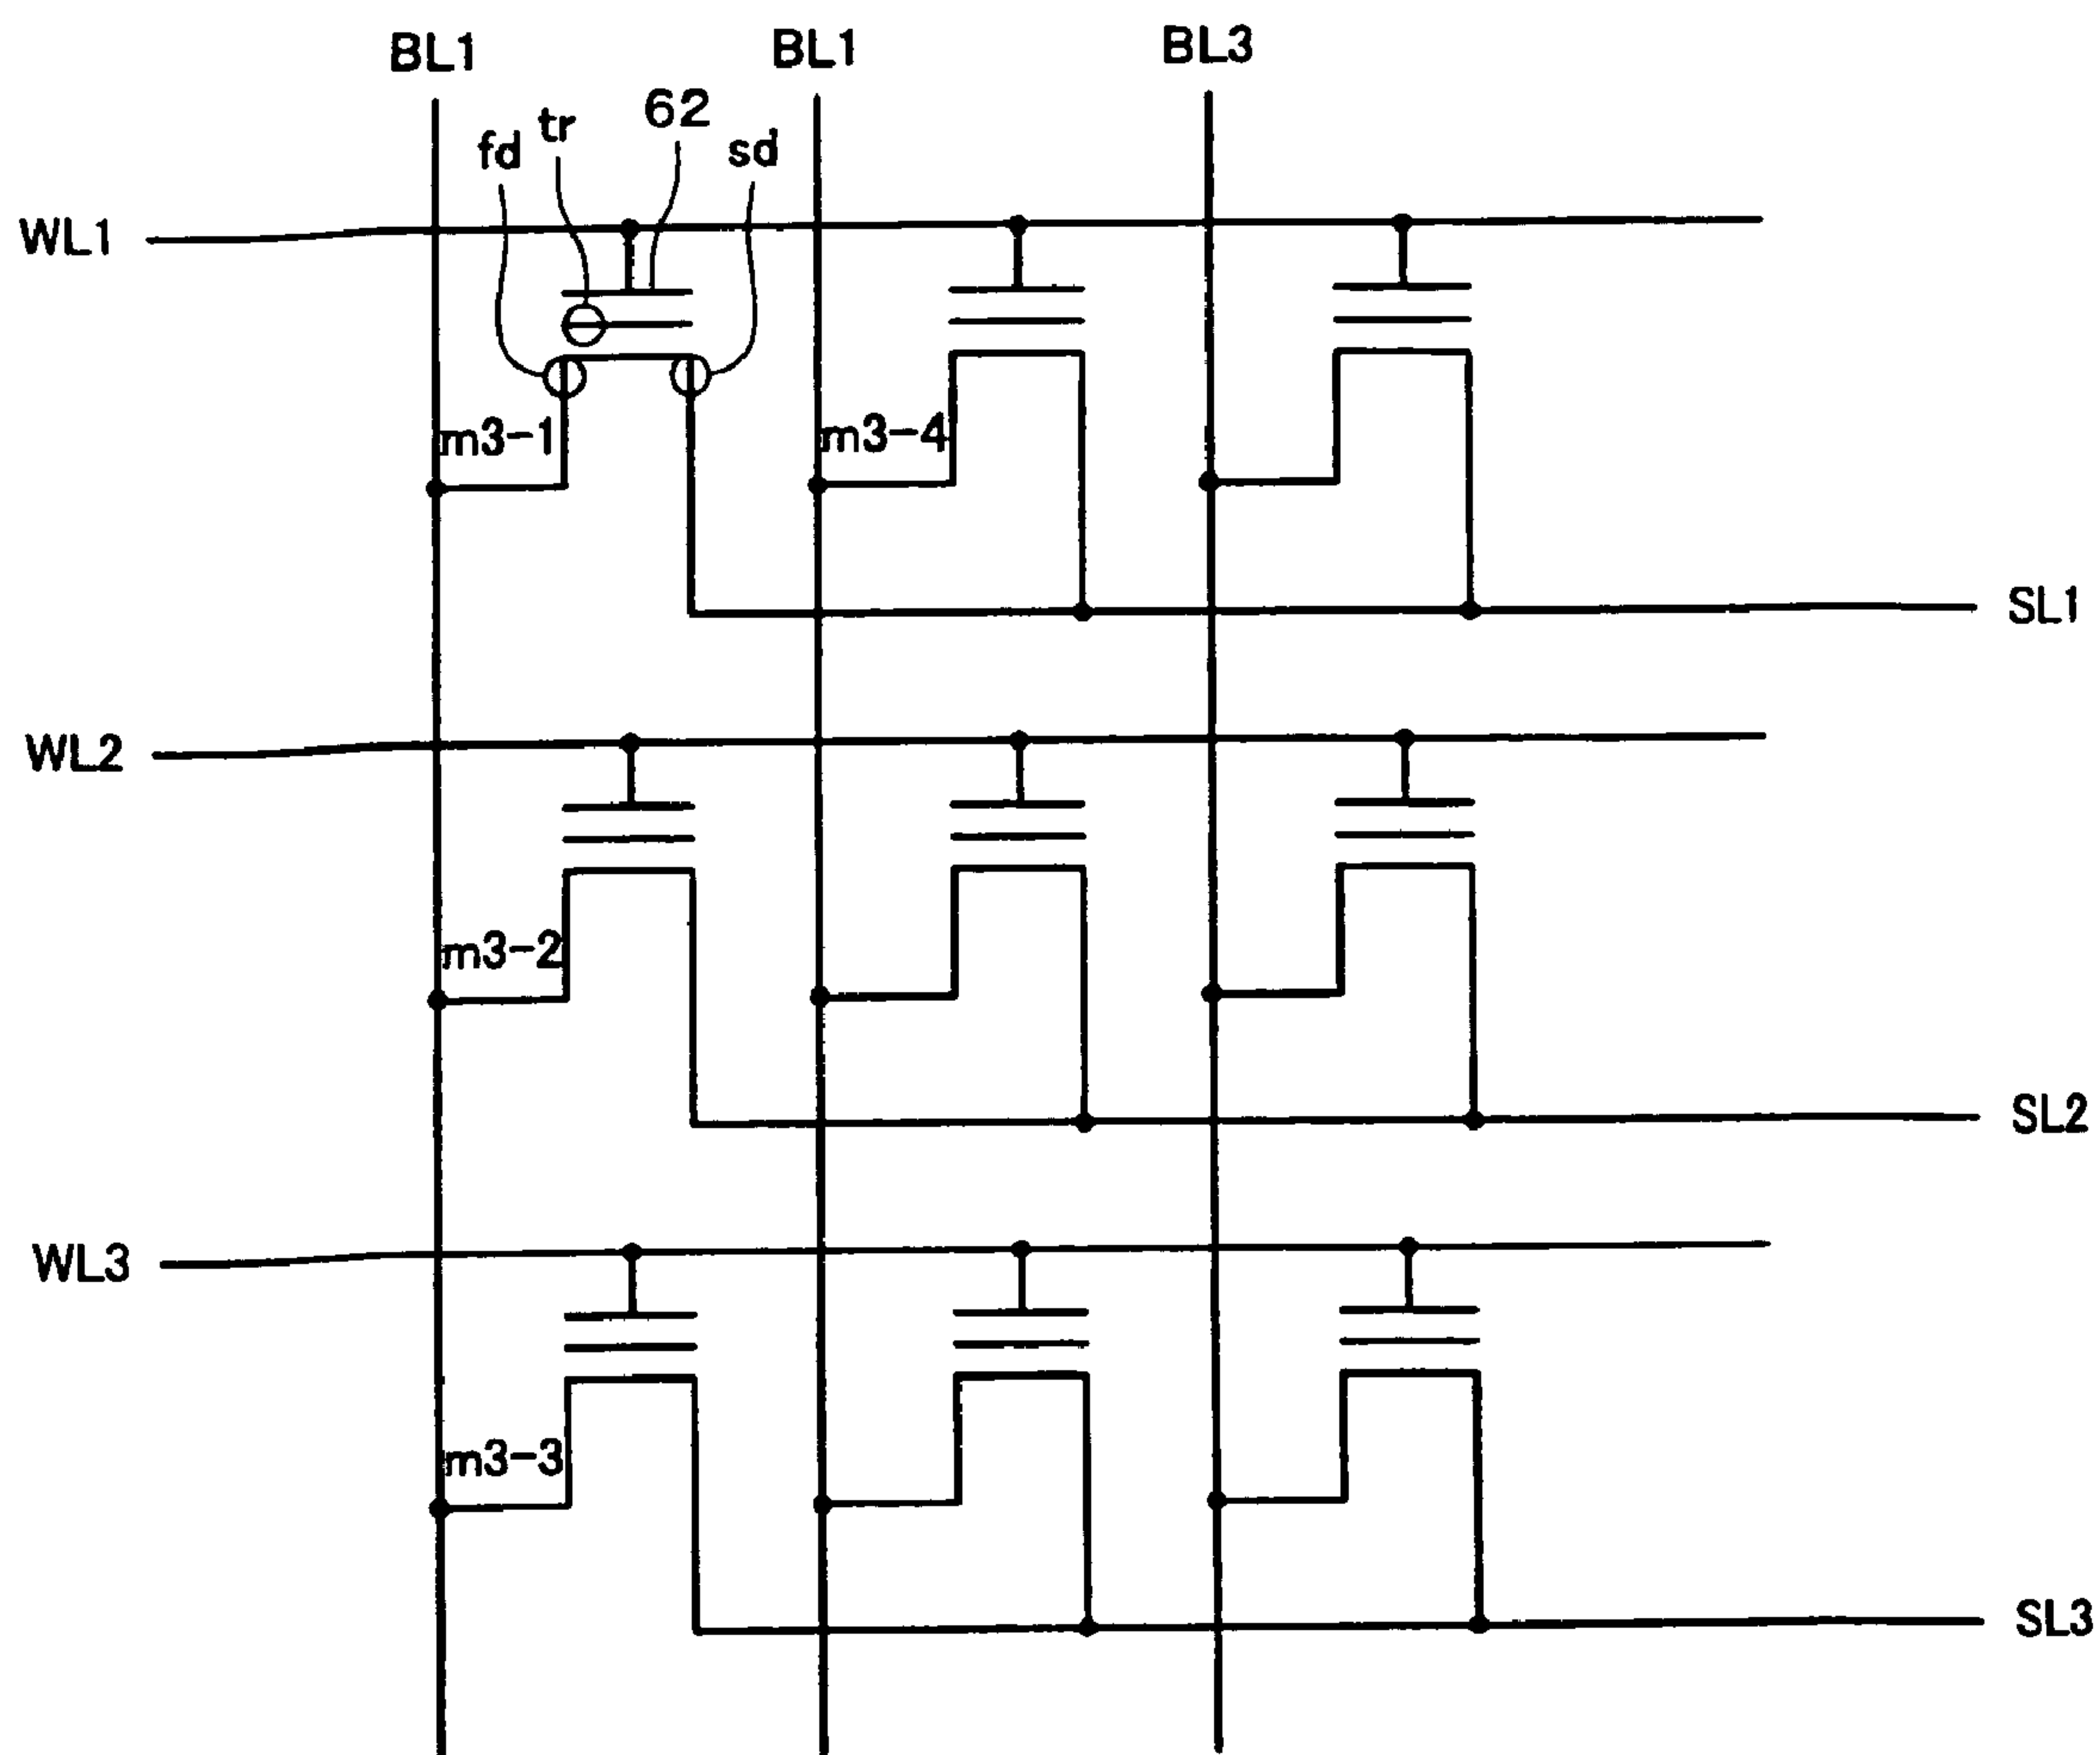 BL1 BL1 BL3
fd tr 62 sd
WL1
m3-1 m3-4
SL1
WL2
m3-2
SL2
WL3
m3-3
SL3